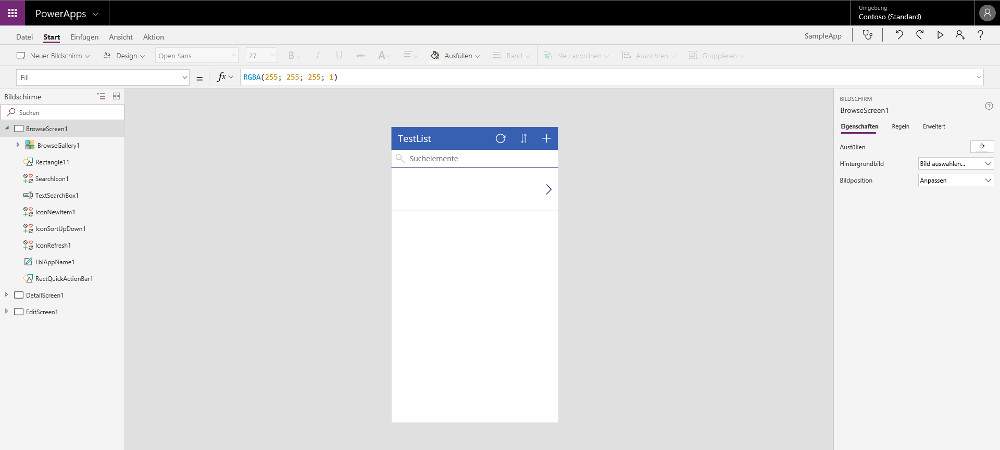 PowerApps
Umgebung
Contoso (Standard)
Datei Start Einfügen Ansicht Aktion
SampleApp
Neuer Bildschirm Aa Design Open Sans 27 B / U abc A Ausfüllen Rand Neu anordnen Ausrichten Gruppieren
Fill = fx RGBA(255; 255; 255; 1)
Bildschirme
Suchen
BrowseScreen1
BrowseGallery1
Rectangle11
SearchIcon1
TextSearchBox1
IconNewItem1
IconSortUpDown1
IconRefresh1
LblAppName1
RectQuickActionBar1
DetailScreen1
EditScreen1
TestList
Suchelemente
BILDSCHIRM
BrowseScreen1
Eigenschaften Regeln Erweitert
Ausfüllen
Hintergrundbild Bild auswählen...
Bildposition Anpassen